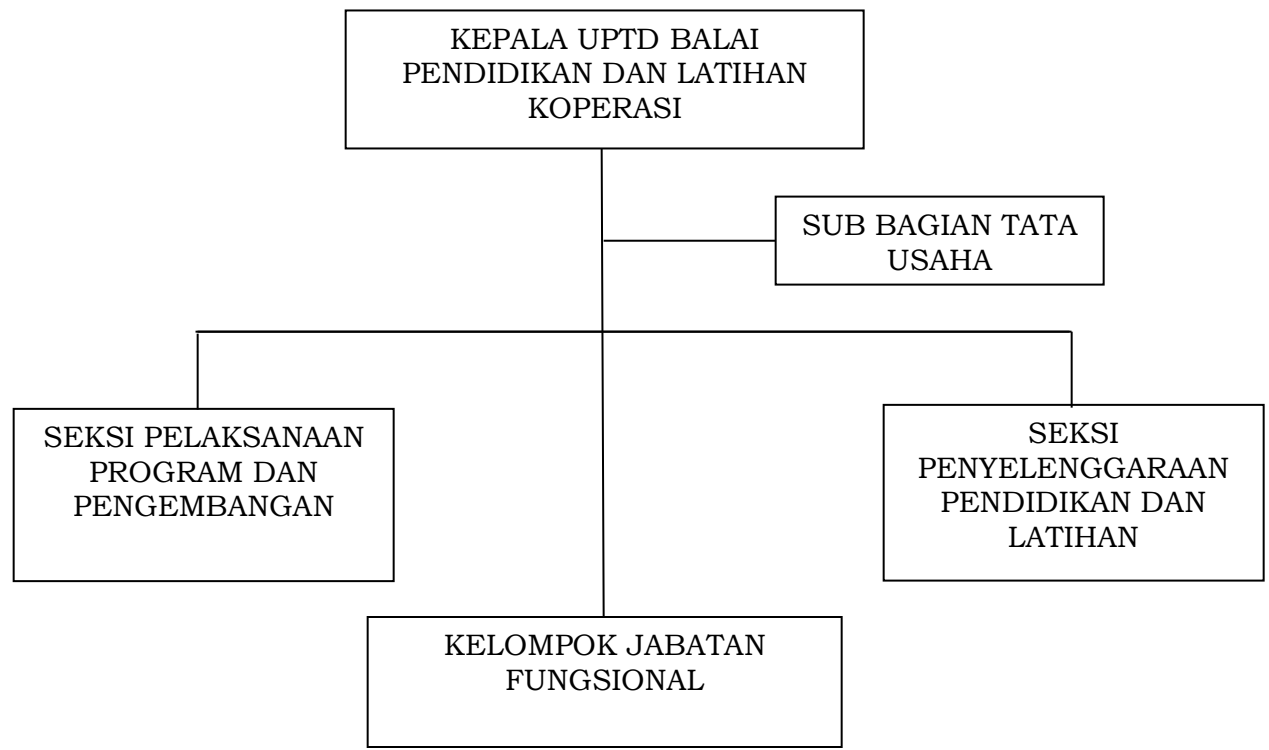 KEPALA UPTD BALAI
PENDIDIKAN DAN LATIHAN
KOPERASI
SUB BAGIAN TATA
USAHA
SEKSI PELAKSANAAN
PROGRAM DAN
PENGEMBANGAN
SEKSI
PENYELENGGARAAN
PENDIDIKAN DAN
LATIHAN
KELOMPOK JABATAN
FUNGSIONAL